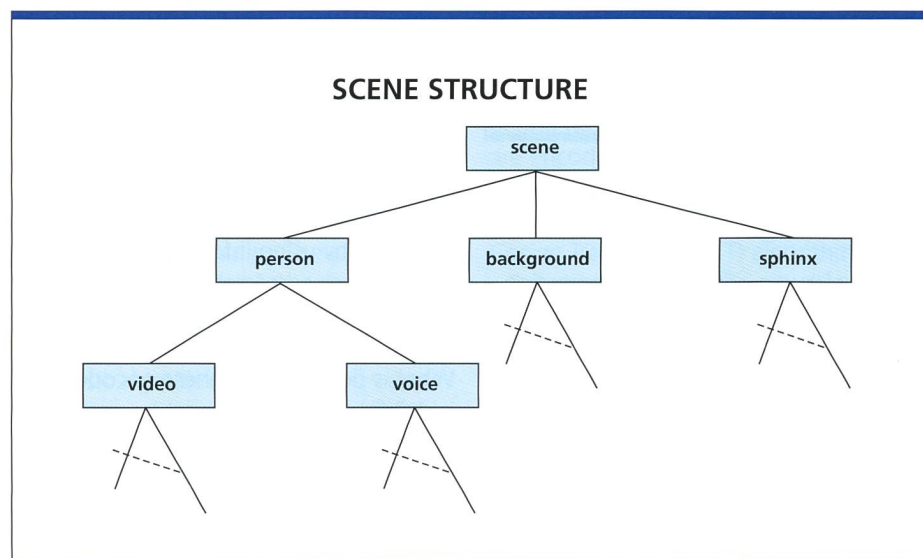 SCENE STRUCTURE
scene
person
background
sphinx
video
voice